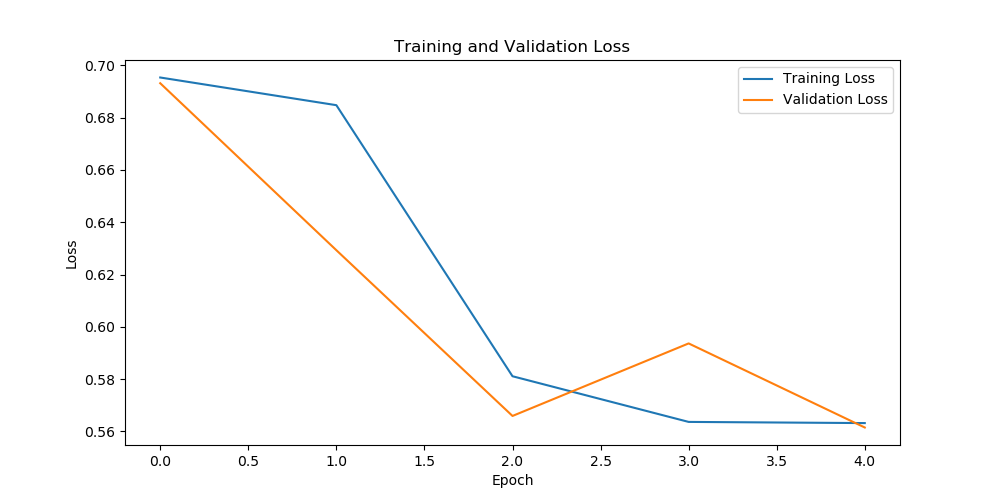 Training and Validation Loss
Training Loss
Validation Loss
Loss
0.70
0.68
0.66
0.64
0.62
0.60
0.58
0.56
0.0 0.5 1.0 1.5 2.0 2.5 3.0 3.5 4.0
Epoch